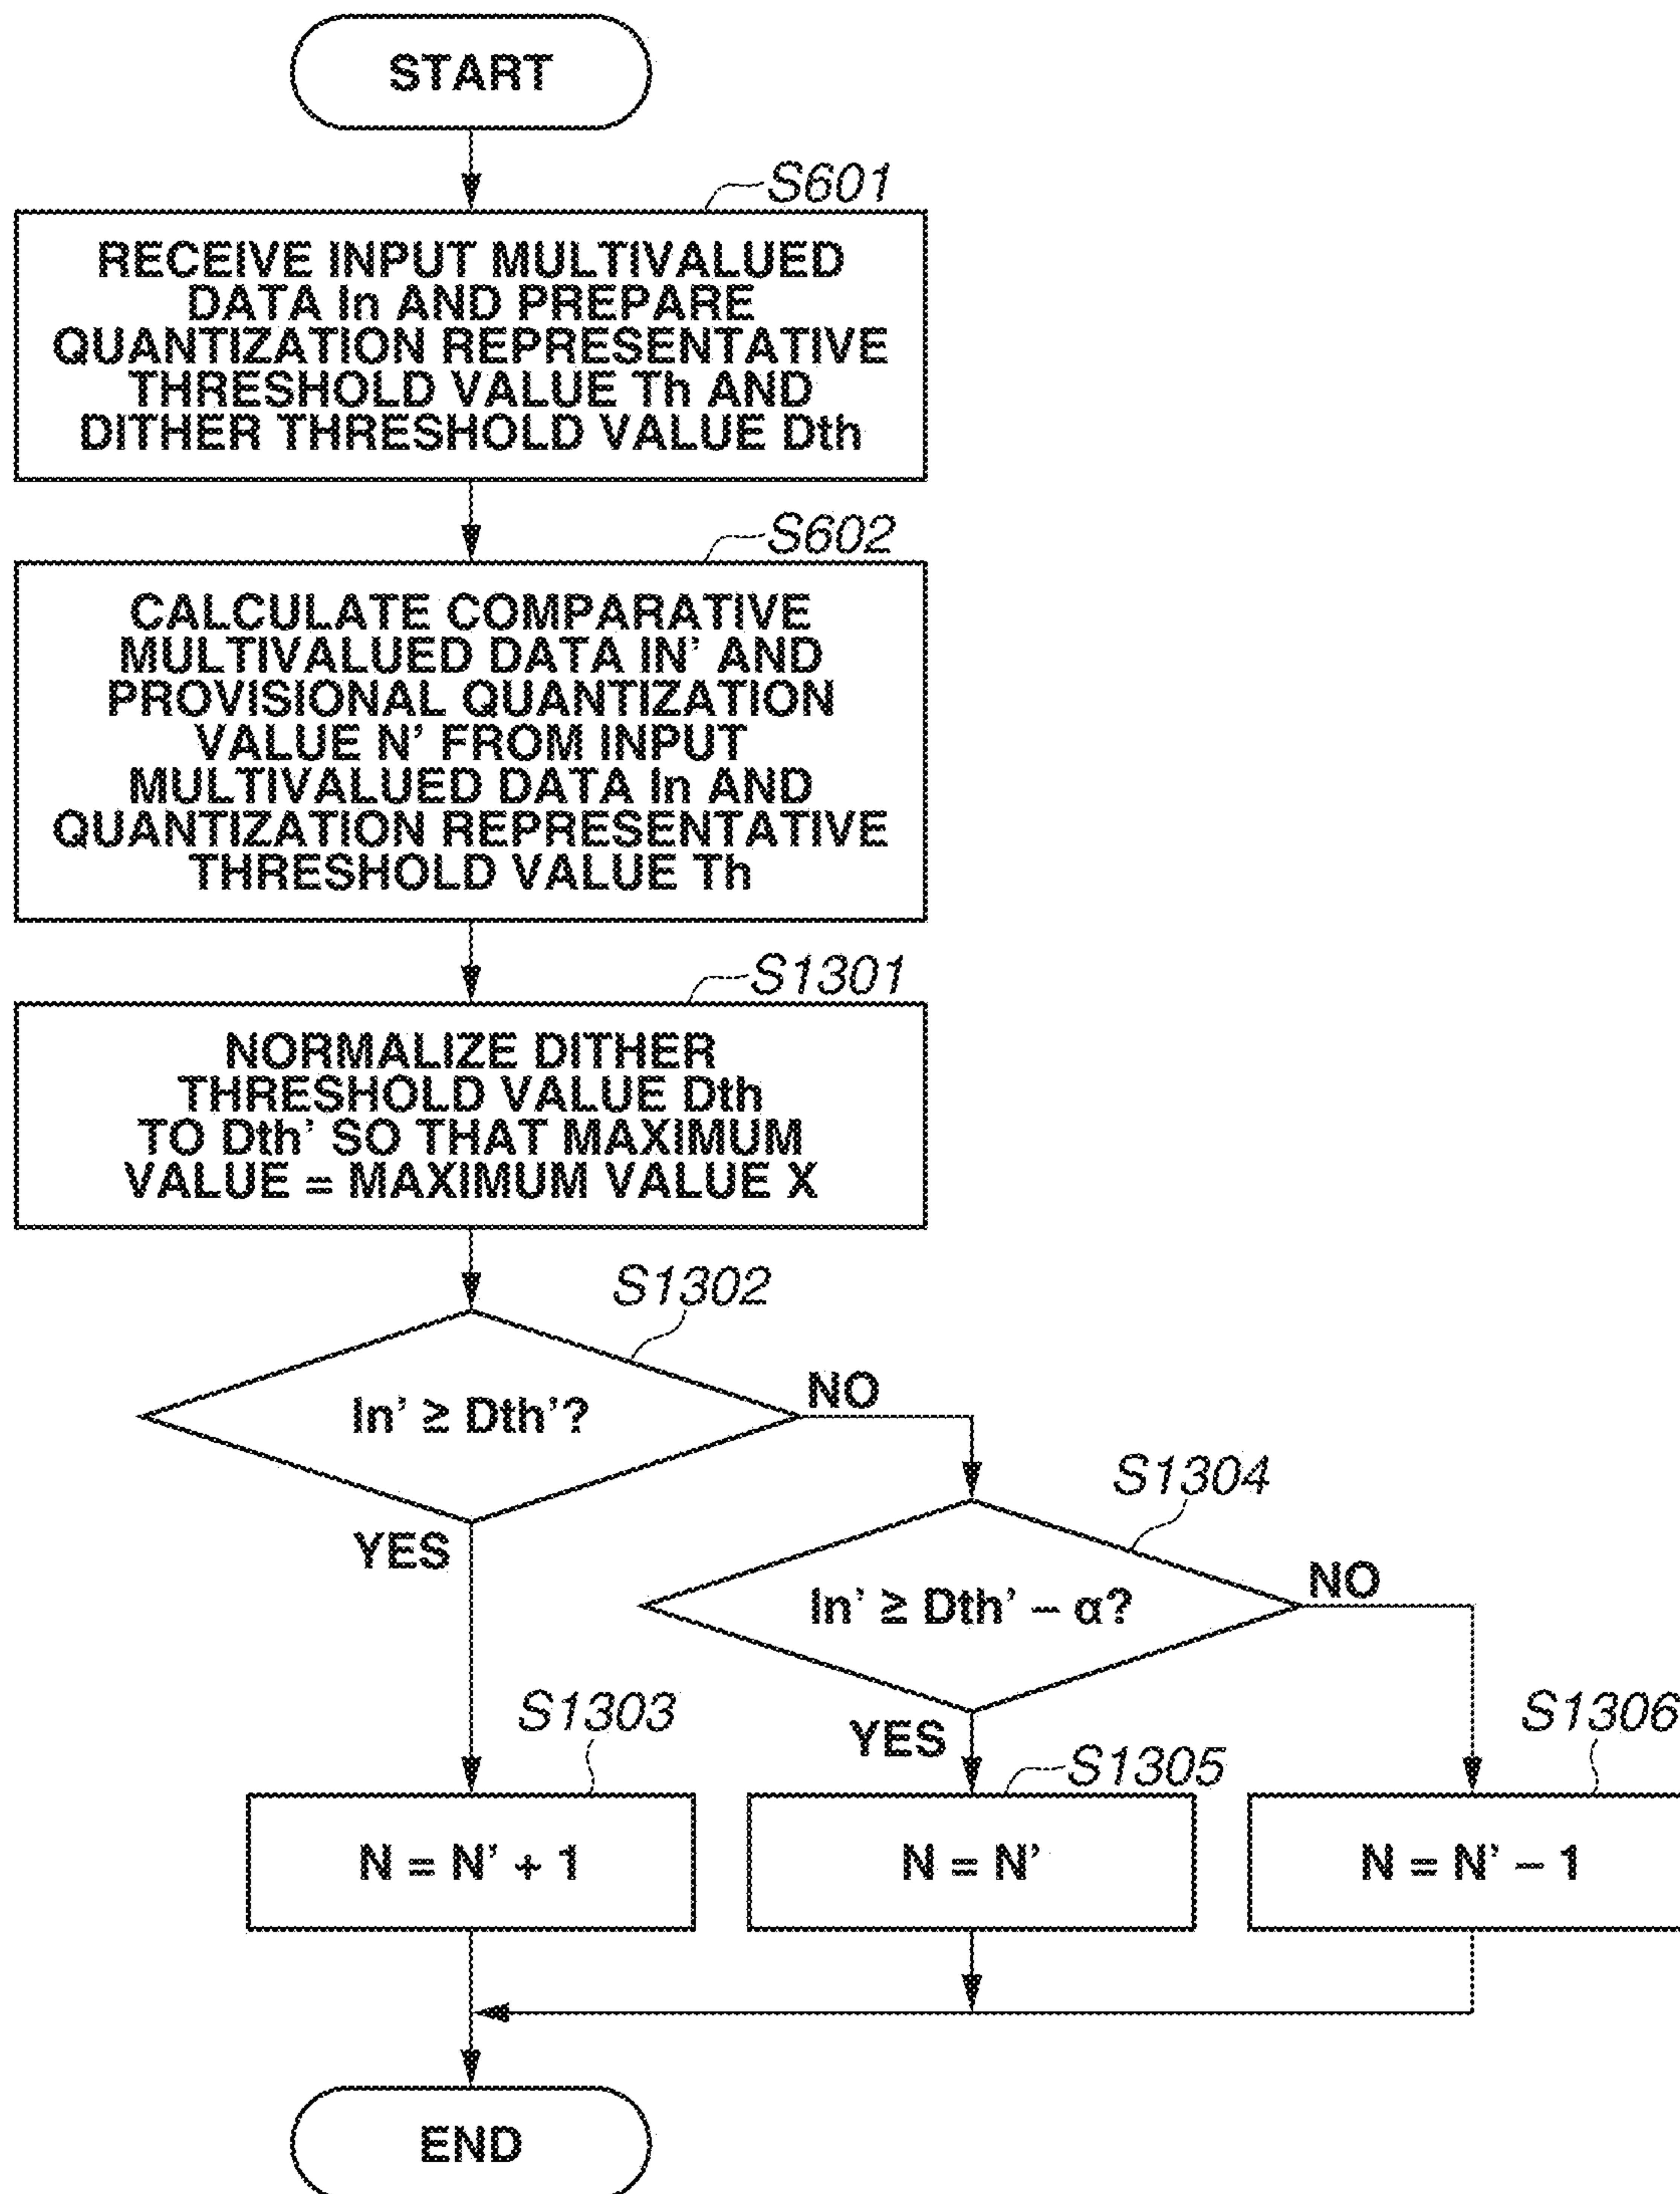 START
S601
RECEIVE INPUT MULTIVALUED
DATA In AND PREPARE
QUANTIZATION REPRESENTATIVE
THRESHOLD VALUE Th AND
DITHER THRESHOLD VALUE Dth
S602
CALCULATE COMPARATIVE
MULTIVALUED DATA IN’ AND
PROVISIONAL QUANTIZATION
VALUE N’ FROM INPUT
MULTIVALUED DATA In AND
QUANTIZATION REPRESENTATIVE
THRESHOLD VALUE Th
S1301
NORMALIZE DITHER
THRESHOLD VALUE Dth
TO Dth’ SO THAT MAXIMUM
VALUE = MAXIMUM VALUE X
S1302
In’ ≥ Dth’?
NO
YES
S1304
In’ ≥ Dth’ – α?
NO
YES
S1303
N = N’ + 1
S1305
N = N’
S1306
N = N’ – 1
END